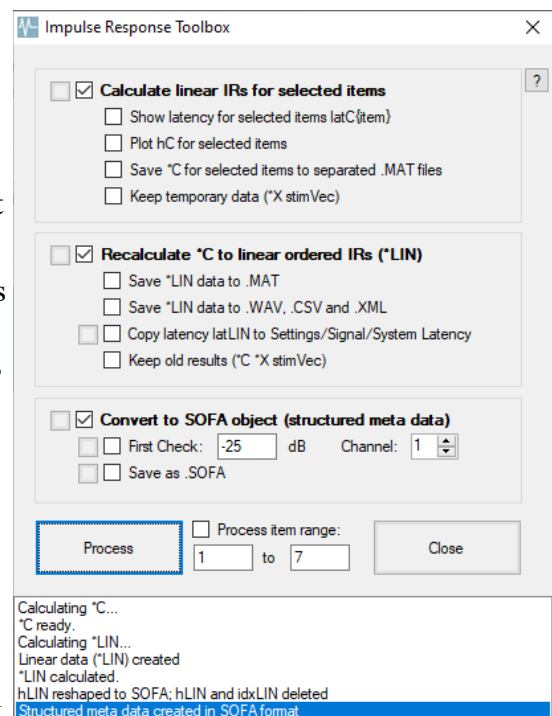 Impulse Response Toolbox
?
Calculate linear IRs for selected items
Show latency for selected items latC{item}
Plot hC for selected items
Save *C for selected items to separated .MAT files
Keep temporary data (*X stimVec)
Recalculate *C to linear ordered IRs (*LIN)
Save *LIN data to .MAT
Save *LIN data to .WAV, .CSV and .XML
Copy latency latLIN to Settings/Signal/System Latency
Keep old results (*C *X stimVec)
Convert to SOFA object (structured meta data)
First Check: -25 dB Channel: 1
Save as .SOFA
Process
Process item range:
1 to 7
Close
Calculating *C...
*C ready.
Calculating *LIN...
Linear data (*LIN) created
*LIN calculated.
hLIN reshaped to SOFA; hLIN and idxLIN deleted
Structured meta data created in SOFA format